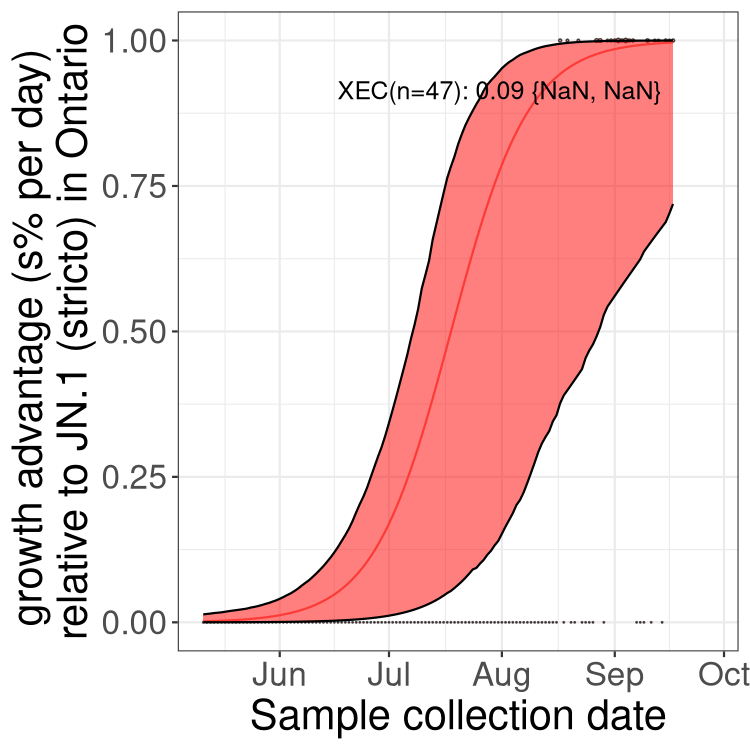 growth advantage (s% per day)
relative to JN.1 (stricto) in Ontario
1.00
0.75
0.50
0.25
0.00
XEC(n=47): 0.09 {NaN, NaN}
Jun Jul Aug Sep Oct
Sample collection date